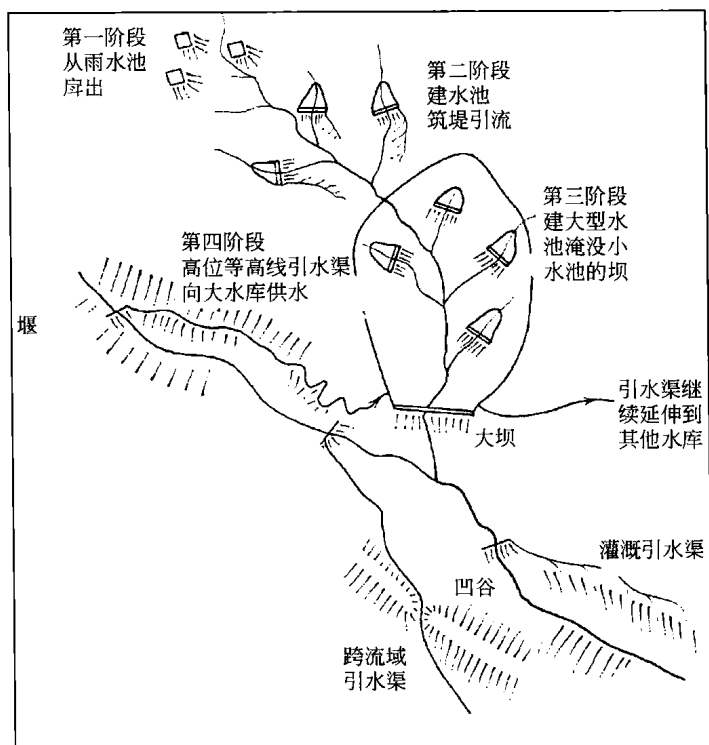 第一阶段
从雨水池
戽出
第二阶段
建水池
筑堤引流
第三阶段
建大型水
池淹没小
水池的坝
第四阶段
高位等高线引水渠
向大水库供水
堰
引水渠继
续延伸到
其他水库
大坝
灌溉引水渠
凹谷
跨流域
引水渠